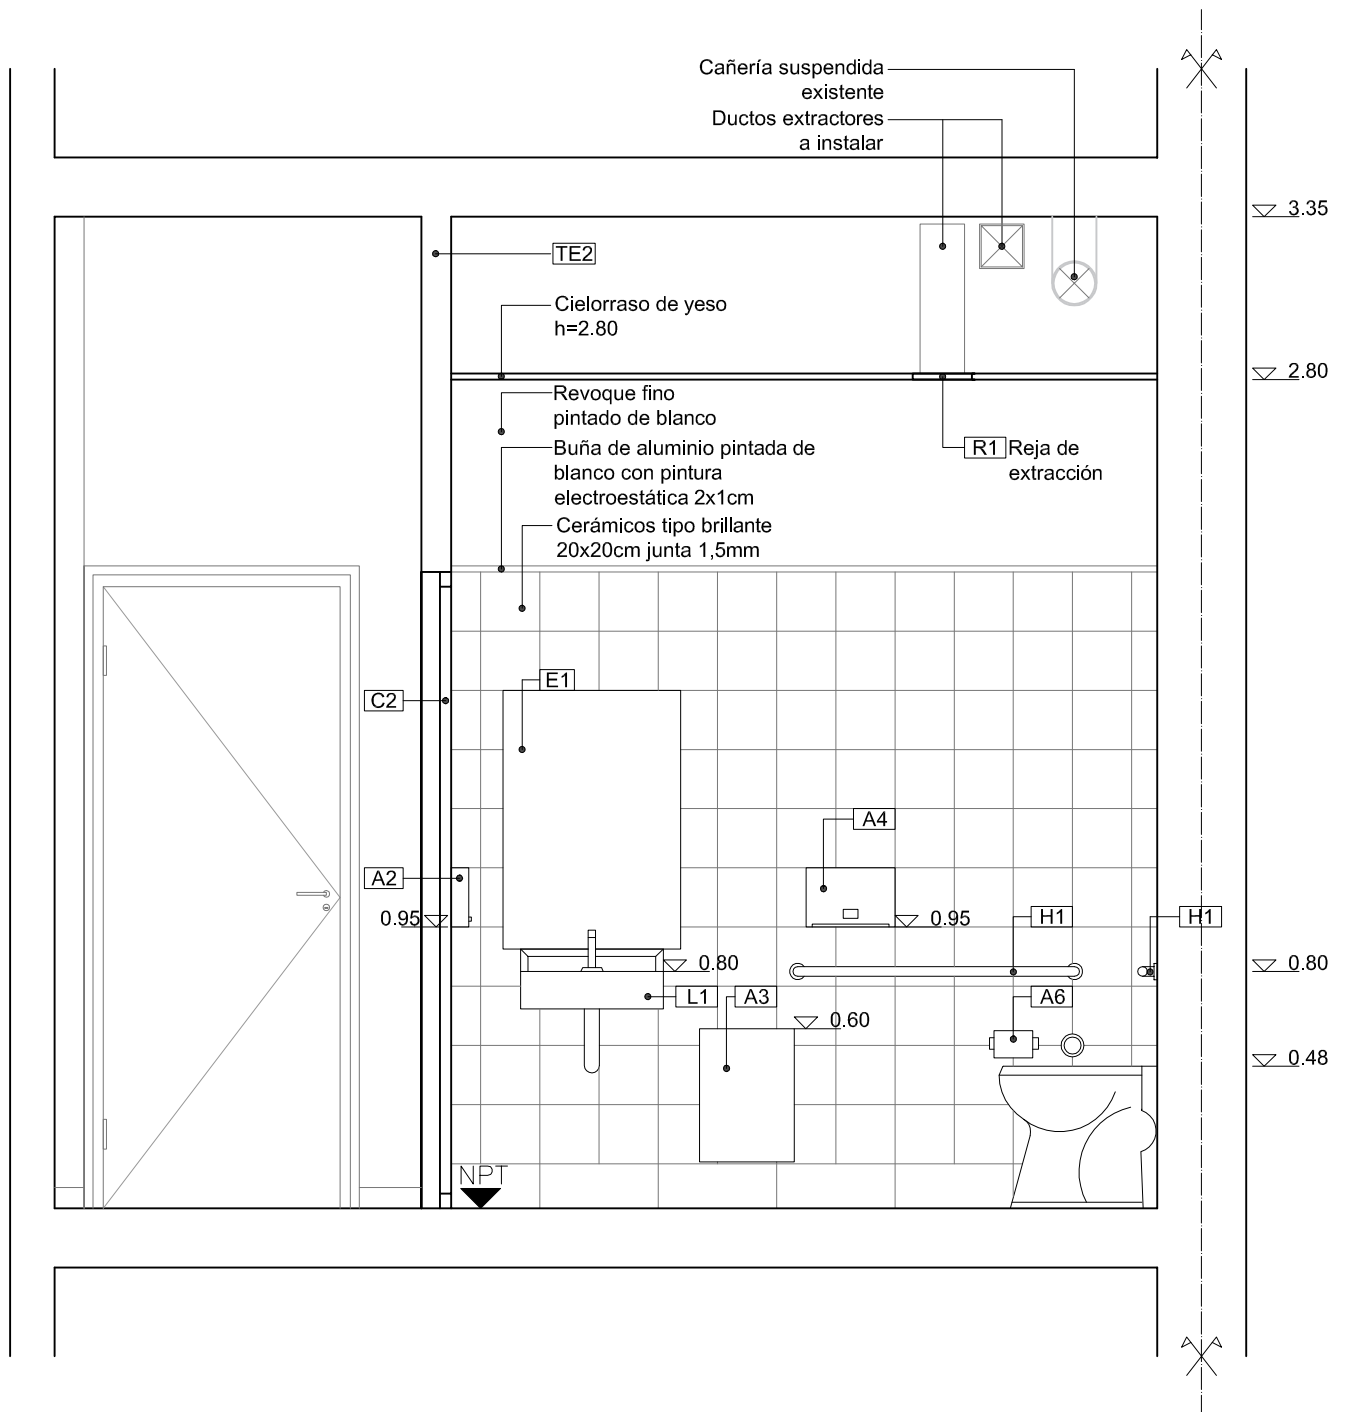 Cañería suspendida
existente
Ductos extractores
a instalar
3.35
TE2
Cielorraso de yeso
h=2.80
2.80
Revoque fino
pintado de blanco
Buña de aluminio pintada de
blanco con pintura
electroestática 2x1cm
R1 Reja de
extracción
Cerámicos tipo brillante
20x20cm junta 1,5mm
E1
C2
A4
A2
0.95
0.95
H1
H1
0.80
0.80
L1
A3
A6
0.60
0.48
NPT